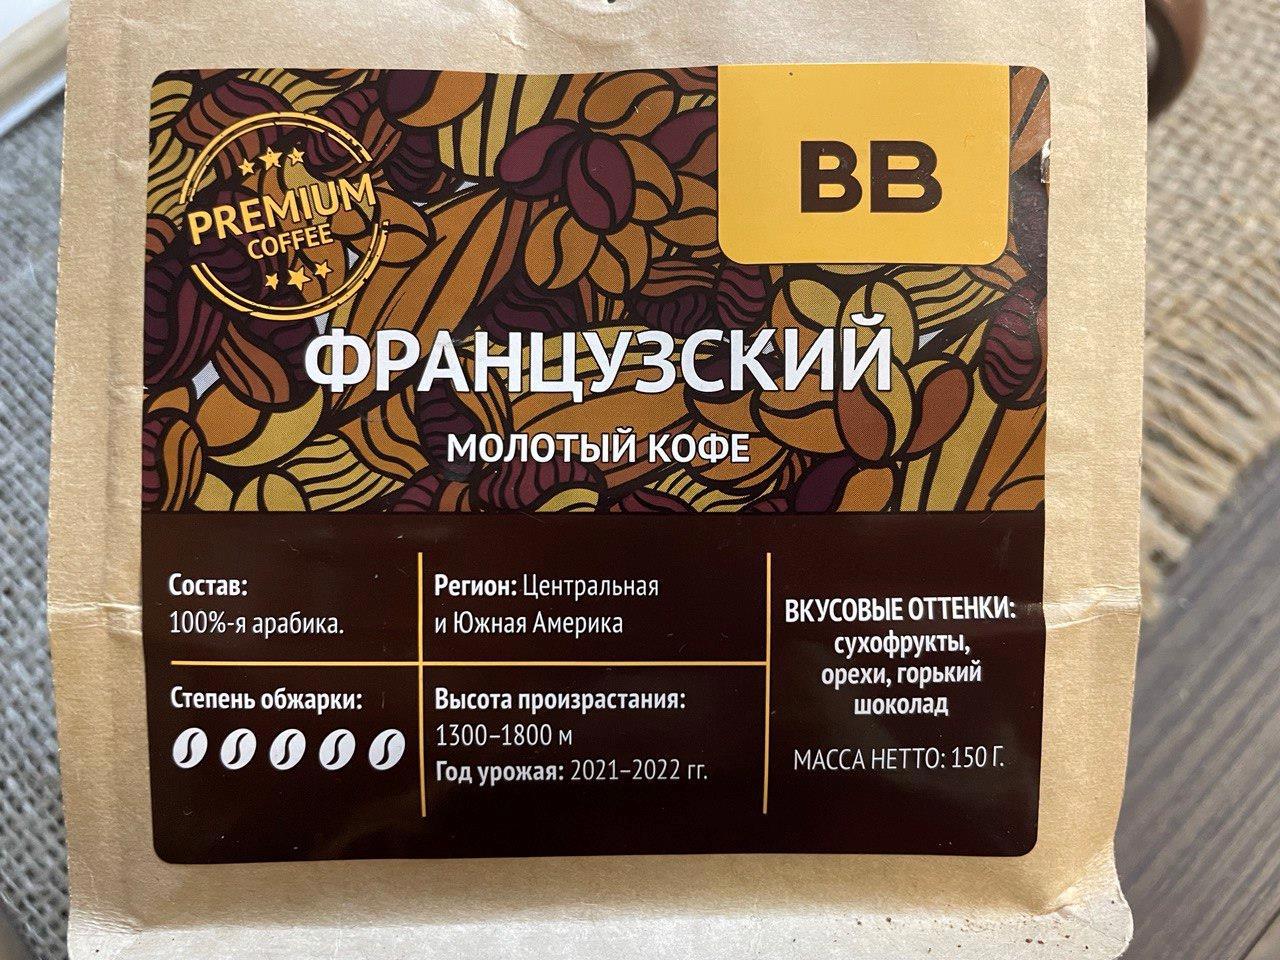 PREMIUM
COFFEE
ВВ
ФРАНЦУЗСКИЙ
МОЛОТЫЙ КОФЕ
Состав:
100%-я арабика.
Регион: Центральная
и Южная Америка
Степень обжарки:
Высота произрастания:
1300–1800 м
Год урожая: 2021–2022 гг.
ВКУСОВЫЕ ОТТЕНКИ:
сухофрукты,
орехи, горький
шоколад
МАССА НЕТТО: 150 Г.